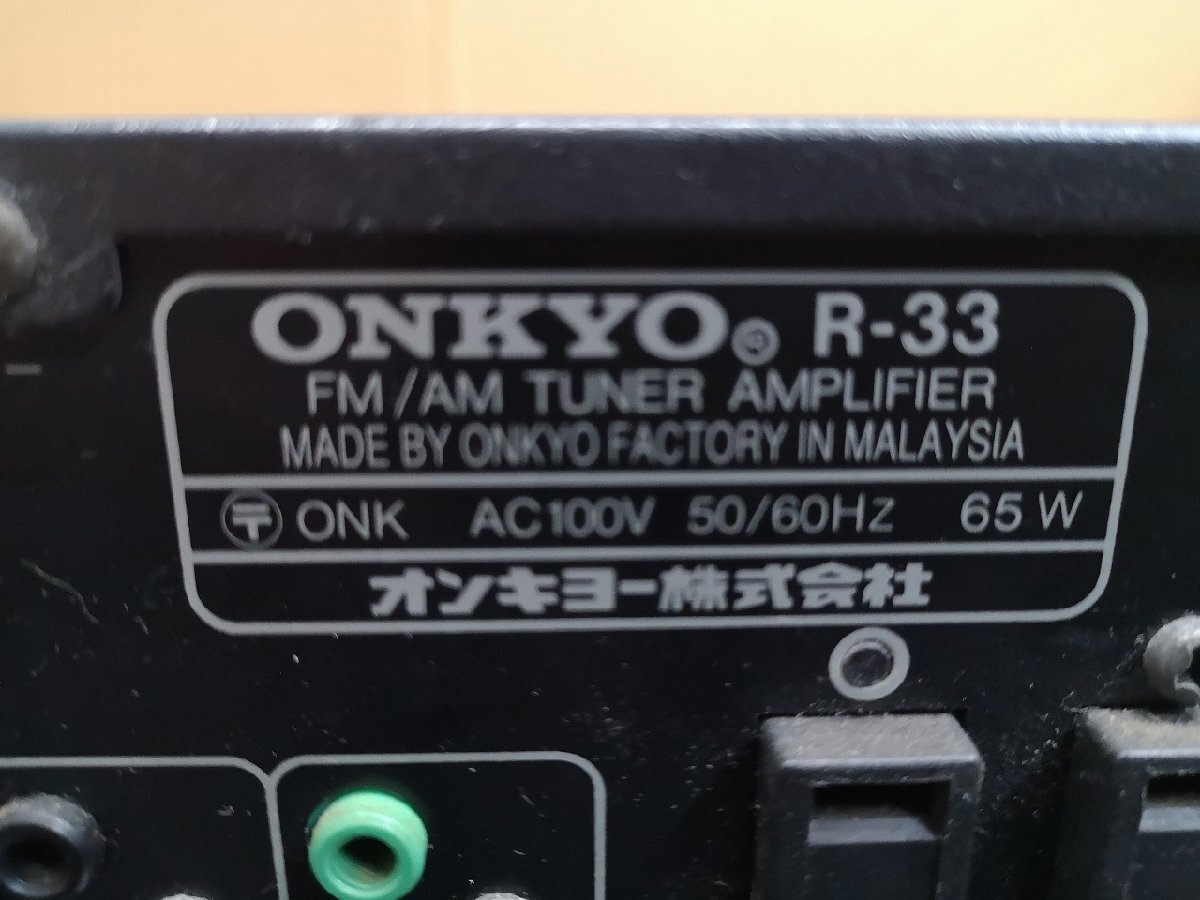 ONKYO® R-33
FM/AM TUNER AMPLIFIER
MADE BY ONKYO FACTORY IN MALAYSIA
〶 ONK AC100V 50/60Hz 65W
オンキヨー株式会社